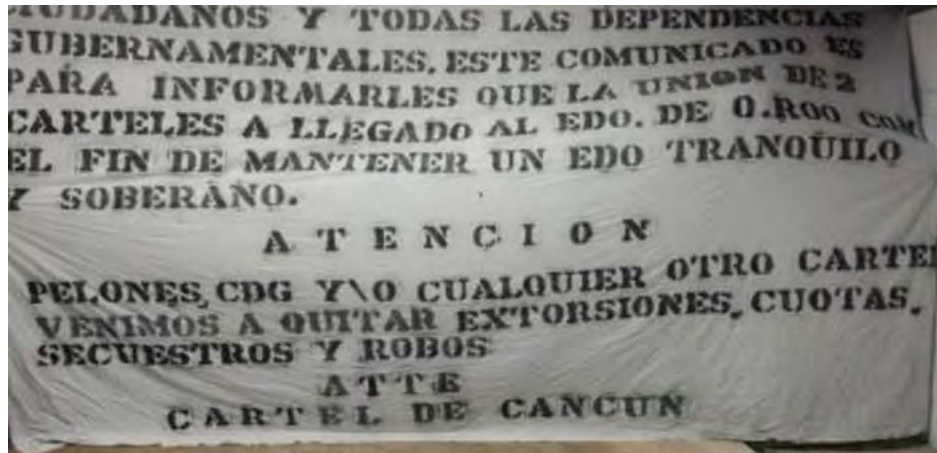 CIUDADANOS Y TODAS LAS DEPENDENCIAS
GUBERNAMENTALES. ESTE COMUNICADO ES
PARA INFORMARLES QUE LA UNION DE 2
CARTELES A LLEGADO AL EDO. DE Q.ROO CON
EL FIN DE MANTENER UN EDO TRANQUILO
Y SOBERANO.
ATENCION
PELONES, CDG Y\O CUALQUIER OTRO CARTEL
VENIMOS A QUITAR EXTORSIONES, CUOTAS,
SECUESTROS Y ROBOS
ATTE
CARTEL DE CANCUN